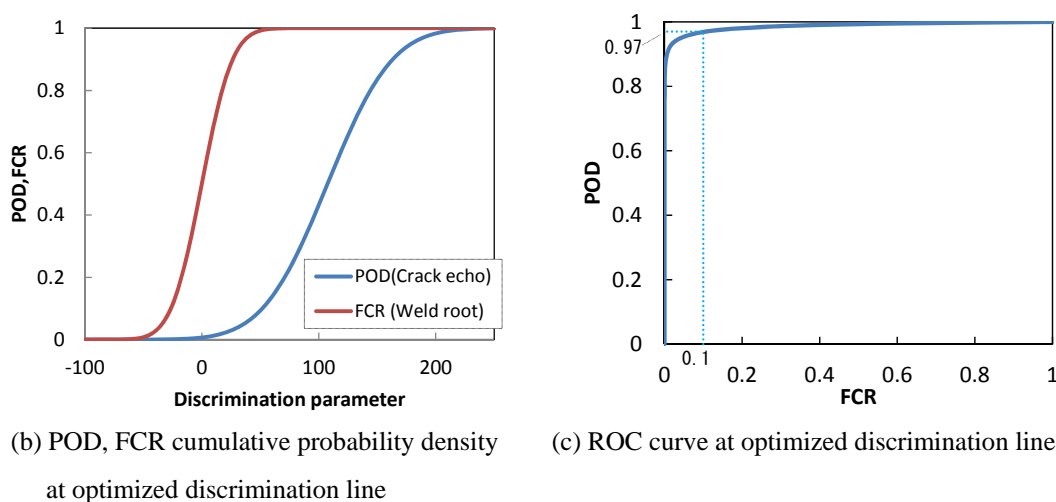 1
0.8
0.6
0.4
0.2
0
POD,FCR
-100
0
100
200
Discrimination parameter
POD(Crack echo)
FCR (Weld root)
(b) POD, FCR cumulative probability density
at optimized discrimination line
1
0.97
0.8
0.6
0.4
0.2
0
POD
0
0.1
0.2
0.4
0.6
0.8
1
FCR
(c) ROC curve at optimized discrimination line